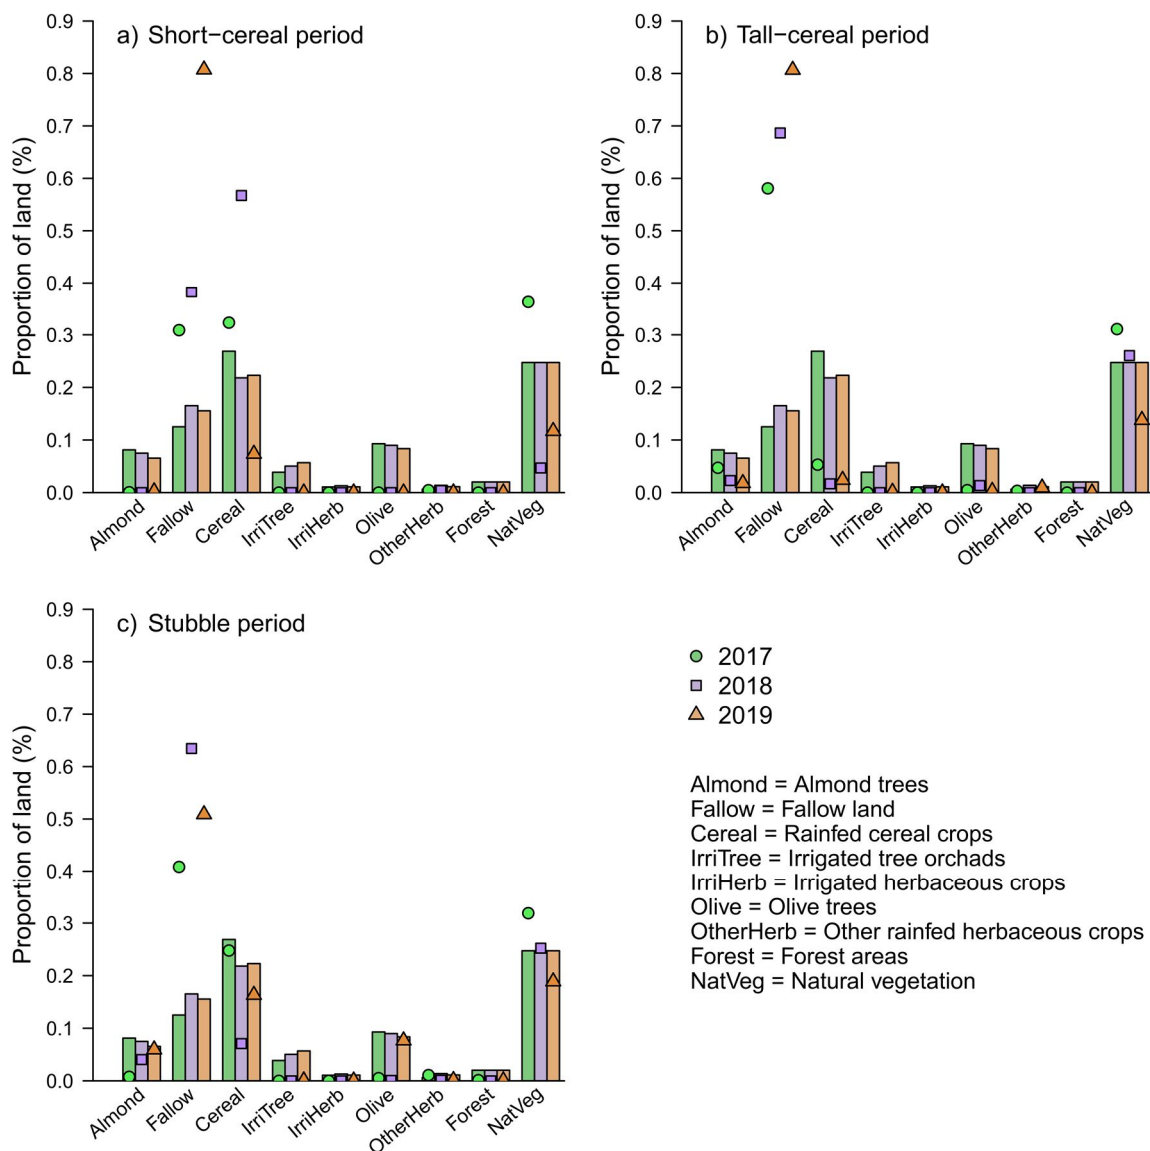 a) Short−cereal period
Proportion of land (%)
0.9
0.8
0.7
0.6
0.5
0.4
0.3
0.2
0.1
0.0
Almond
Fallow
Cereal
IrriTree
IrriHerb
Olive
OtherHerb
Forest
NatVeg
b) Tall−cereal period
Proportion of land (%)
0.9
0.8
0.7
0.6
0.5
0.4
0.3
0.2
0.1
0.0
Almond
Fallow
Cereal
IrriTree
IrriHerb
Olive
OtherHerb
Forest
NatVeg
c) Stubble period
Proportion of land (%)
0.9
0.8
0.7
0.6
0.5
0.4
0.3
0.2
0.1
0.0
Almond
Fallow
Cereal
IrriTree
IrriHerb
Olive
OtherHerb
Forest
NatVeg
2017
2018
2019
Almond = Almond trees
Fallow = Fallow land
Cereal = Rainfed cereal crops
IrriTree = Irrigated tree orchads
IrriHerb = Irrigated herbaceous crops
Olive = Olive trees
OtherHerb = Other rainfed herbaceous crops
Forest = Forest areas
NatVeg = Natural vegetation